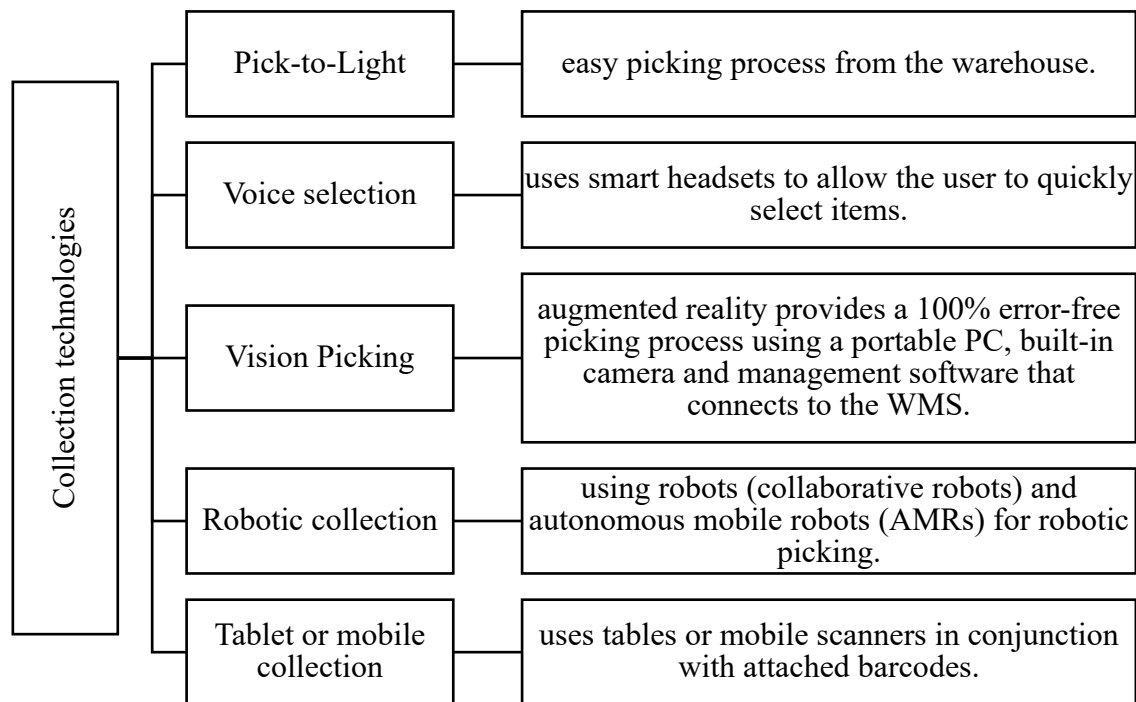 Collection technologies
Pick-to-Light
easy picking process from the warehouse.
Voice selection
uses smart headsets to allow the user to quickly
select items.
Vision Picking
augmented reality provides a 100% error-free
picking process using a portable PC, built-in
camera and management software that
connects to the WMS.
Robotic collection
using robots (collaborative robots) and
autonomous mobile robots (AMRs) for robotic
picking.
Tablet or mobile
collection
uses tables or mobile scanners in conjunction
with attached barcodes.